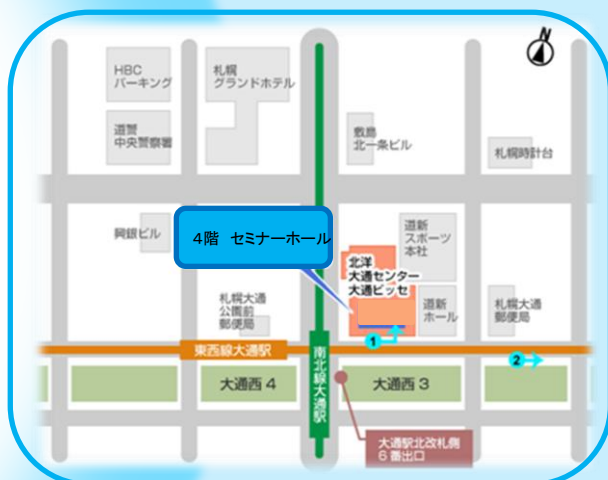 N
HBC
パーキング
札幌
グランドホテル
道警
中央警察署
敷島
北一条ビル
札幌時計台
興銀ビル
4階 セミナーホール
道新
スポーツ
本社
北洋
大通センター
大通ビッセ
札幌大通
公園前
郵便局
道新
ホール
札幌大通
郵便局
1
東西線大通駅
2
南北線大通駅
大通西4
大通西3
大通駅北改札側
6番出口